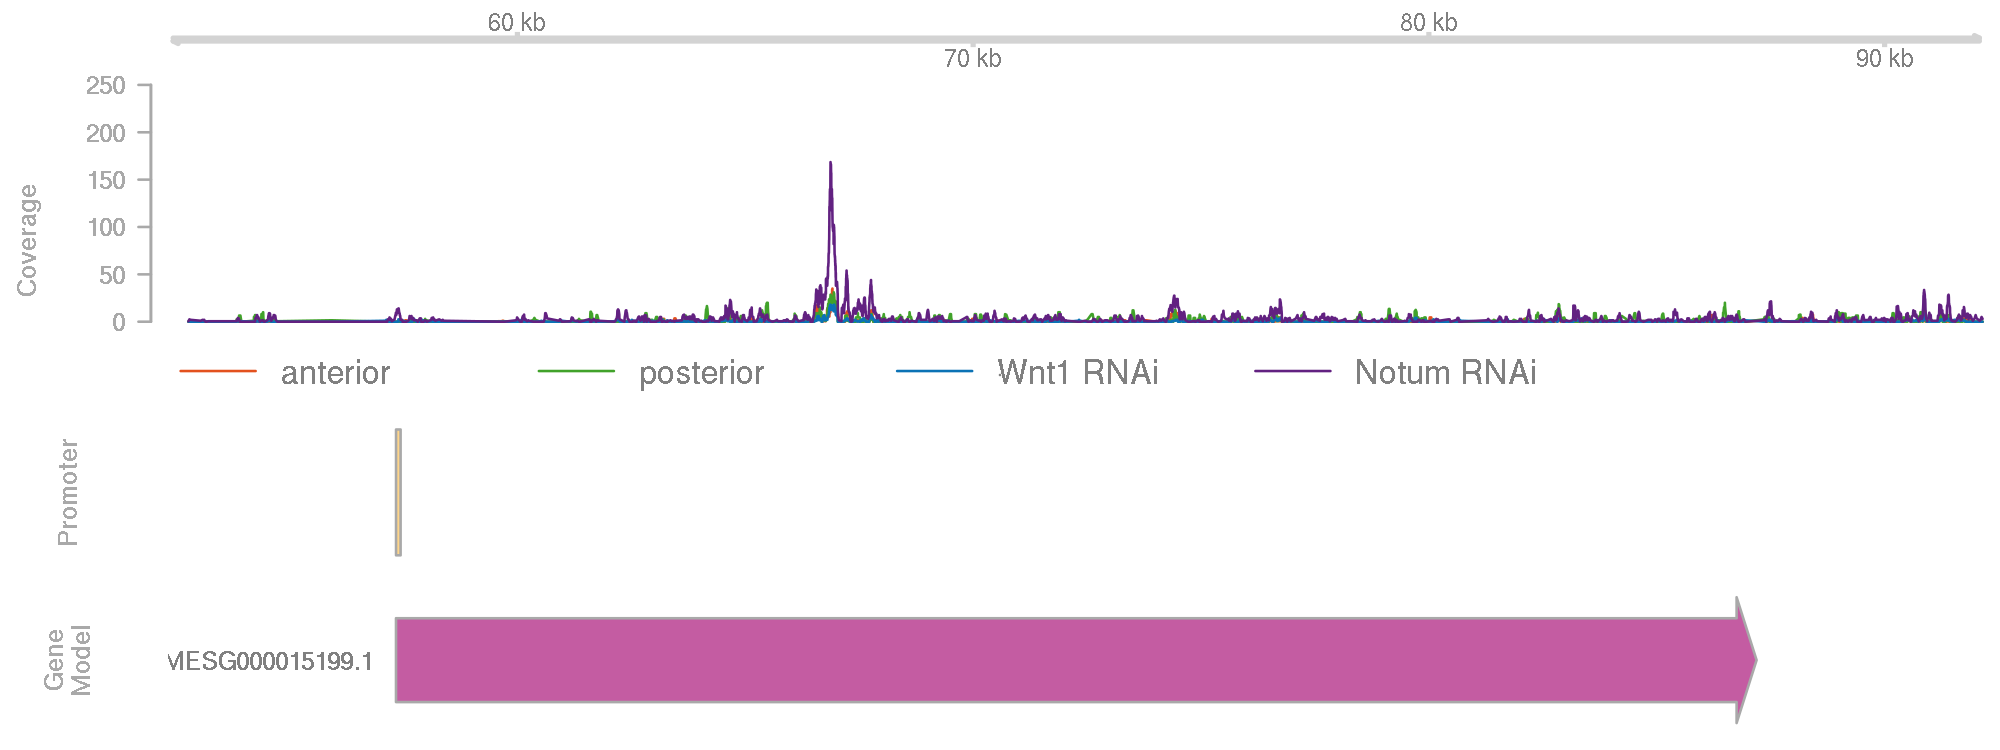 60 kb
80 kb
70 kb
90 kb
250
200
150
100
50
0
Coverage
anterior
posterior
Wnt1 RNAi
Notum RNAi
Promoter
Gene
Model
MESG000015199.1